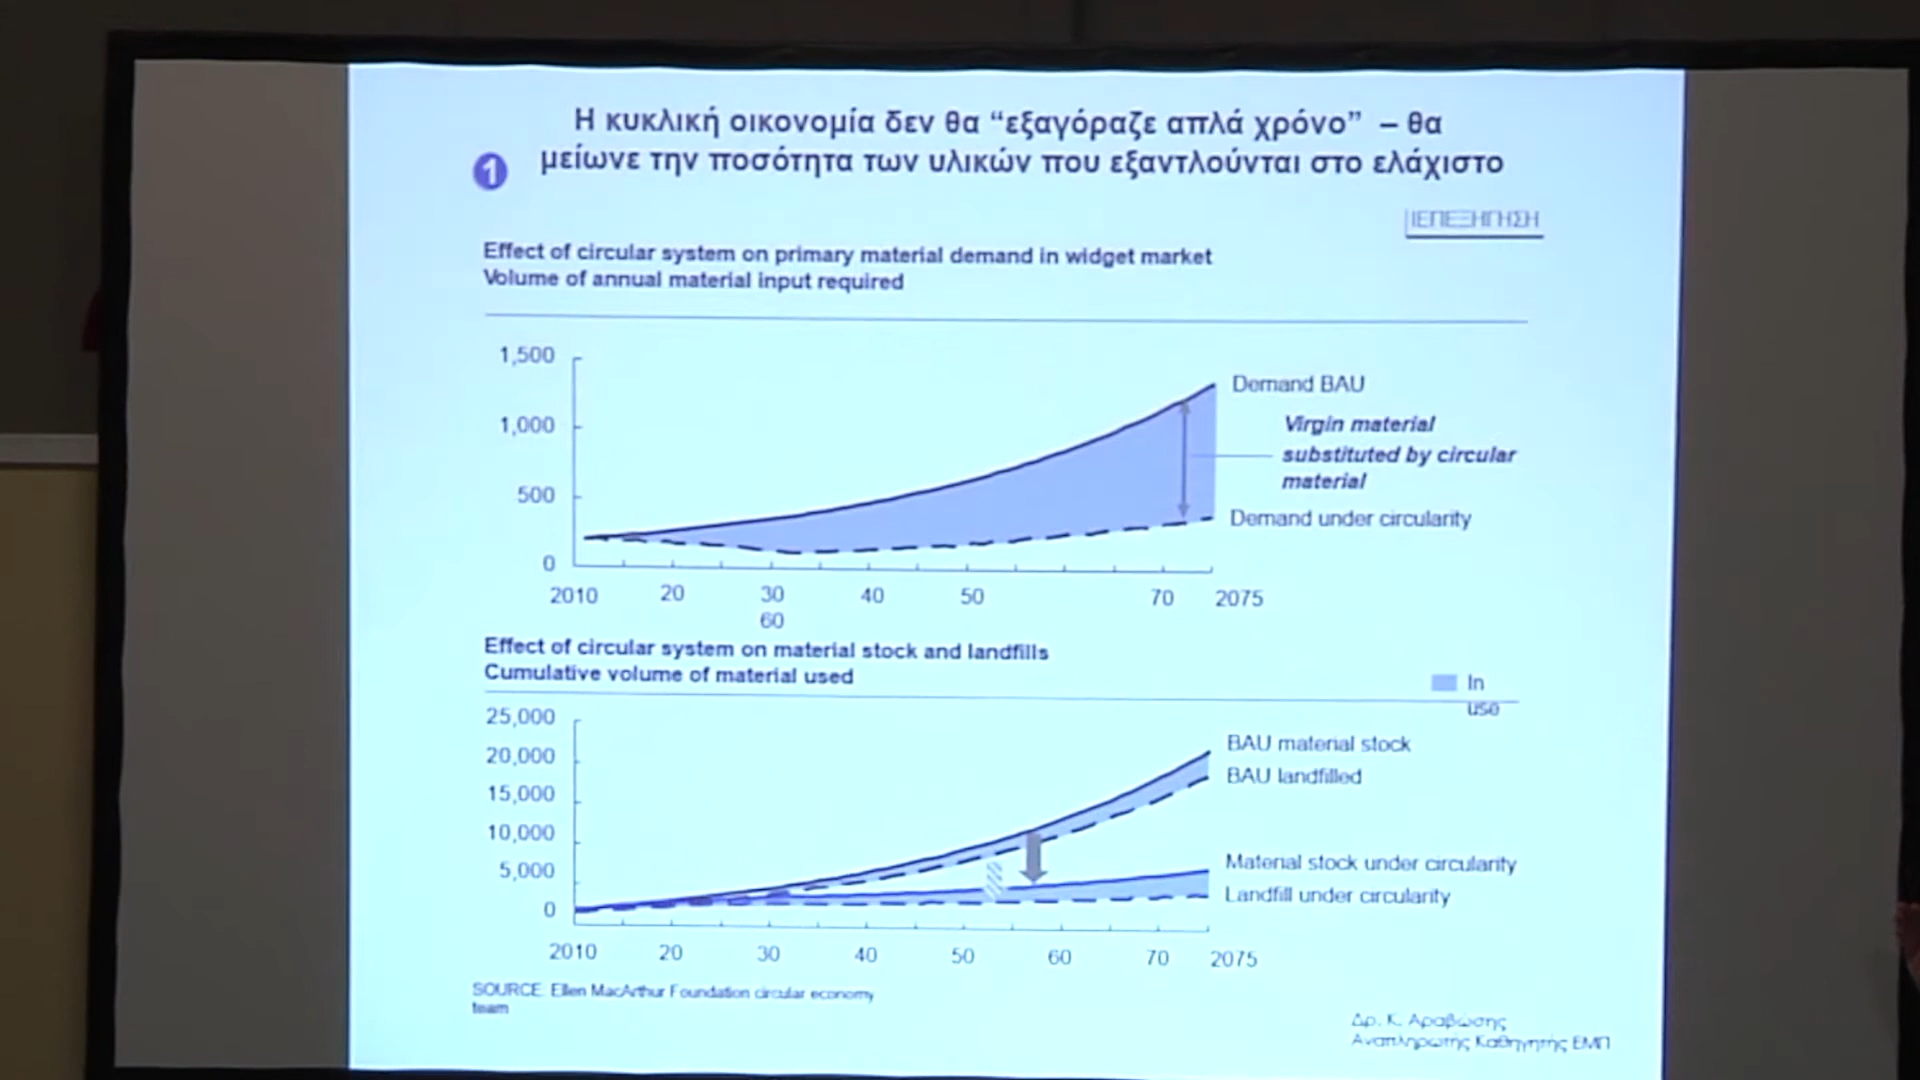 Η κυκλική οικονομία δεν θα “εξαγόραζε απλά χρόνο” – θα
μείωνε την ποσότητα των υλικών που εξαντλούνται στο ελάχιστο
1
ΙΕΠΕΞΗΓΗΣΗ
Effect of circular system on primary material demand in widget market
Volume of annual material input required
1,500
1,000
500
0
Demand BAU
Virgin material
substituted by circular
material
Demand under circularity
2010 20 30 40 50 70 2075
60
Effect of circular system on material stock and landfills
Cumulative volume of material used
In
use
25,000
20,000
15,000
10,000
5,000
0
BAU material stock
BAU landfilled
Material stock under circularity
Landfill under circularity
2010 20 30 40 50 60 70 2075
SOURCE: Ellen MacArthur Foundation circular economy
team
Δρ. Κ. Αραβώσης
Αναπληρωτής Καθηγητής ΕΜΠ